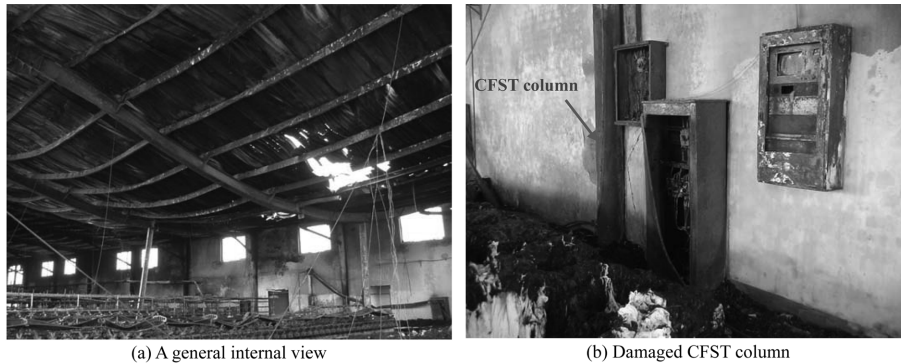 CFST column
(a) A general internal view
(b) Damaged CFST column